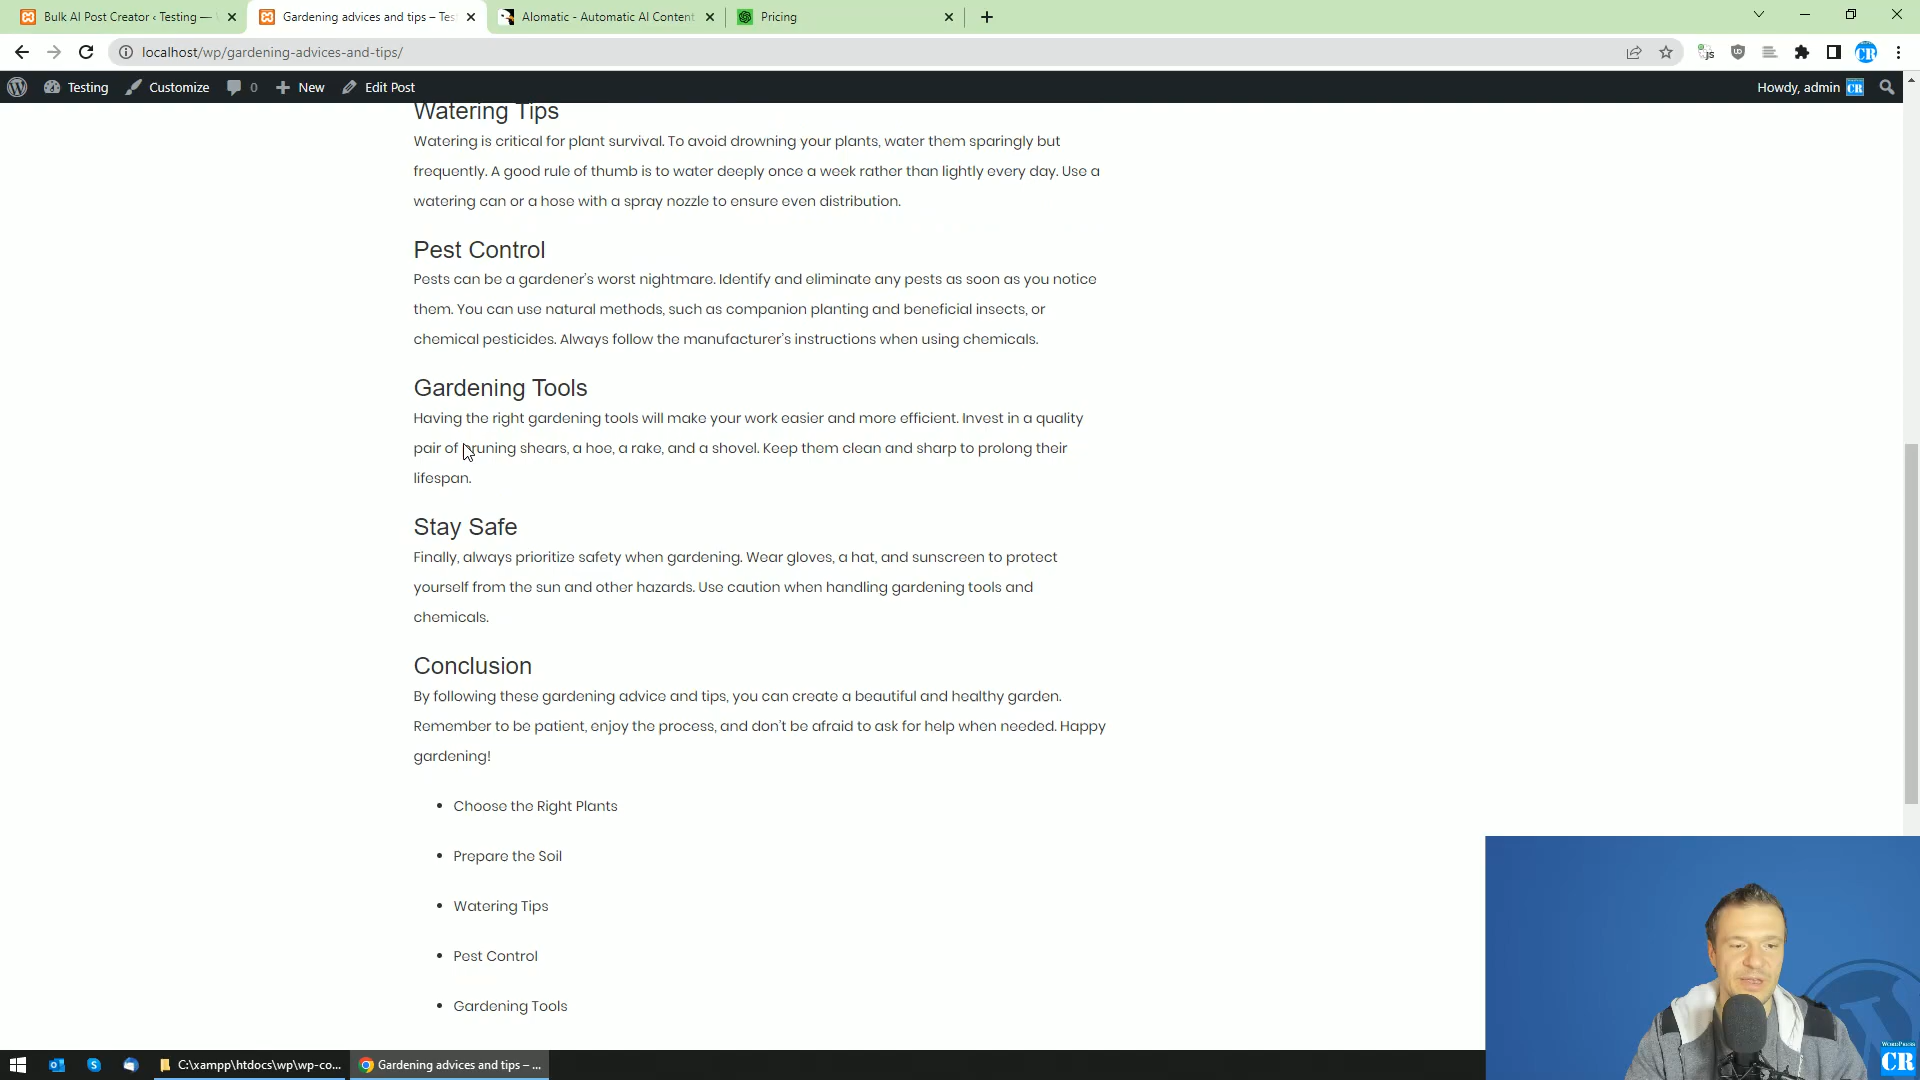 Bulk AI Post Creator ‹ Testing —
Gardening advices and tips – Tes
AIomatic - Automatic AI Content
Pricing
localhost/wp/gardening-advices-and-tips/
Testing
Customize
0
New
Edit Post
Howdy, admin
Watering Tips
Watering is critical for plant survival. To avoid drowning your plants, water them sparingly but
frequently. A good rule of thumb is to water deeply once a week rather than lightly every day. Use a
watering can or a hose with a spray nozzle to ensure even distribution.
Pest Control
Pests can be a gardener’s worst nightmare. Identify and eliminate any pests as soon as you notice
them. You can use natural methods, such as companion planting and beneficial insects, or
chemical pesticides. Always follow the manufacturer’s instructions when using chemicals.
Gardening Tools
Having the right gardening tools will make your work easier and more efficient. Invest in a quality
pair of pruning shears, a hoe, a rake, and a shovel. Keep them clean and sharp to prolong their
lifespan.
Stay Safe
Finally, always prioritize safety when gardening. Wear gloves, a hat, and sunscreen to protect
yourself from the sun and other hazards. Use caution when handling gardening tools and
chemicals.
Conclusion
By following these gardening advice and tips, you can create a beautiful and healthy garden.
Remember to be patient, enjoy the process, and don’t be afraid to ask for help when needed. Happy
gardening!
Choose the Right Plants
Prepare the Soil
Watering Tips
Pest Control
Gardening Tools
C:\xampp\htdocs\wp\wp-co...
Gardening advices and tips – ...
WORDPRESS
CR